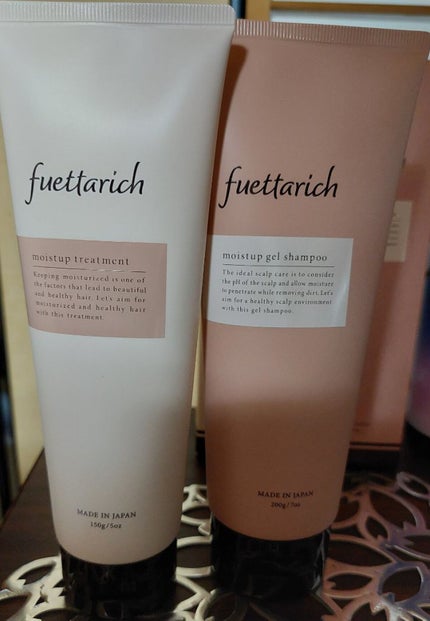 fuettarich
moistup treatment
Keeping moisturized is one of
the factors that lead to beautiful
and healthy hair. Let's aim for
moisturized and healthy hair
with this treatment.
MADE IN JAPAN
150g/5oz
fuettarich
moistup gel shampoo
The ideal scalp care is to consider
the pH of the scalp and allow moisture
to penetrate while removing dirt. Let's
aim for a healthy scalp environment
with this gel shampoo.
MADE IN JAPAN
200g/7oz